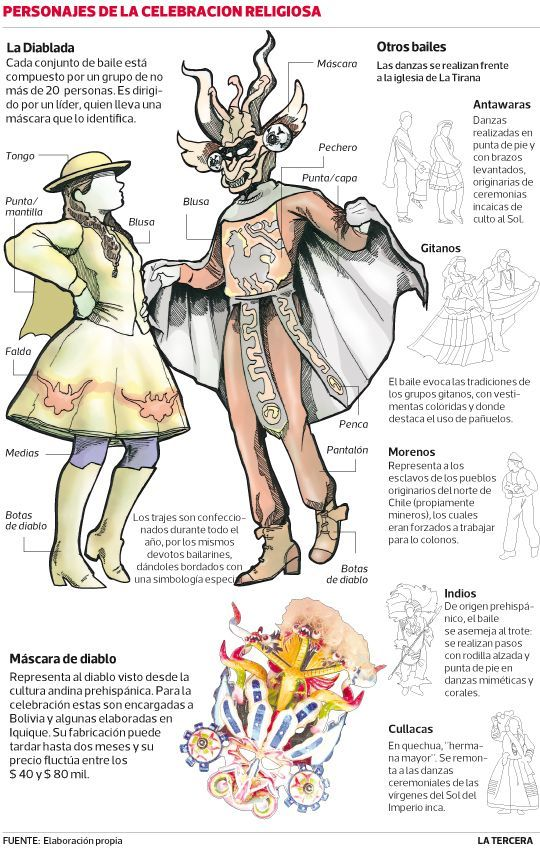 PERSONAJES DE LA CELEBRACION RELIGIOSA
La Diablada
Cada conjunto de baile está
compuesto por un grupo de no
más de 20 personas. Es dirigi-
do por un líder, quien lleva una
máscara que lo identifica.
Máscara
Tongo
Pechero
Punta/capa
Punta/
mantilla
Blusa
Blusa
Falda
Penca
Medias
Pantalón
Botas
de diablo
Botas
de diablo
Los trajes son confeccio-
nados durante todo el
año, por los mismos
devotos bailarines,
dándoles bordados con
una simbología especi
Máscara de diablo
Representa al diablo visto desde la
cultura andina prehispánica. Para la
celebración estas son encargadas a
Bolivia y algunas elaboradas en
Iquique. Su fabricación puede
tardar hasta dos meses y su
precio fluctúa entre los
$ 40 y $ 80 mil.
Otros bailes
Las danzas se realizan frente
a la iglesia de La Tirana
Antawaras
Danzas
realizadas en
punta de pie y
con brazos
levantados,
originarias de
ceremonias
incaicas de
culto al Sol.
Gitanos
El baile evoca las tradiciones de
los grupos gitanos, con vesti-
mentas coloridas y donde
destaca el uso de pañuelos.
Morenos
Representa a los
esclavos de los pueblos
originarios del norte de
Chile (propiamente
mineros), los cuales
eran forzados a trabajar
para lo colonos.
Indios
De origen prehispá-
nico, el baile
se asemeja al trote:
se realizan pasos
con rodilla alzada y
punta de pie en
danzas miméticas y
corales.
Cullacas
En quechua, "herma-
na mayor". Se remon-
ta a las danzas
ceremoniales de las
vírgenes del Sol del
Imperio inca.
FUENTE: Elaboración propia
LA TERCERA